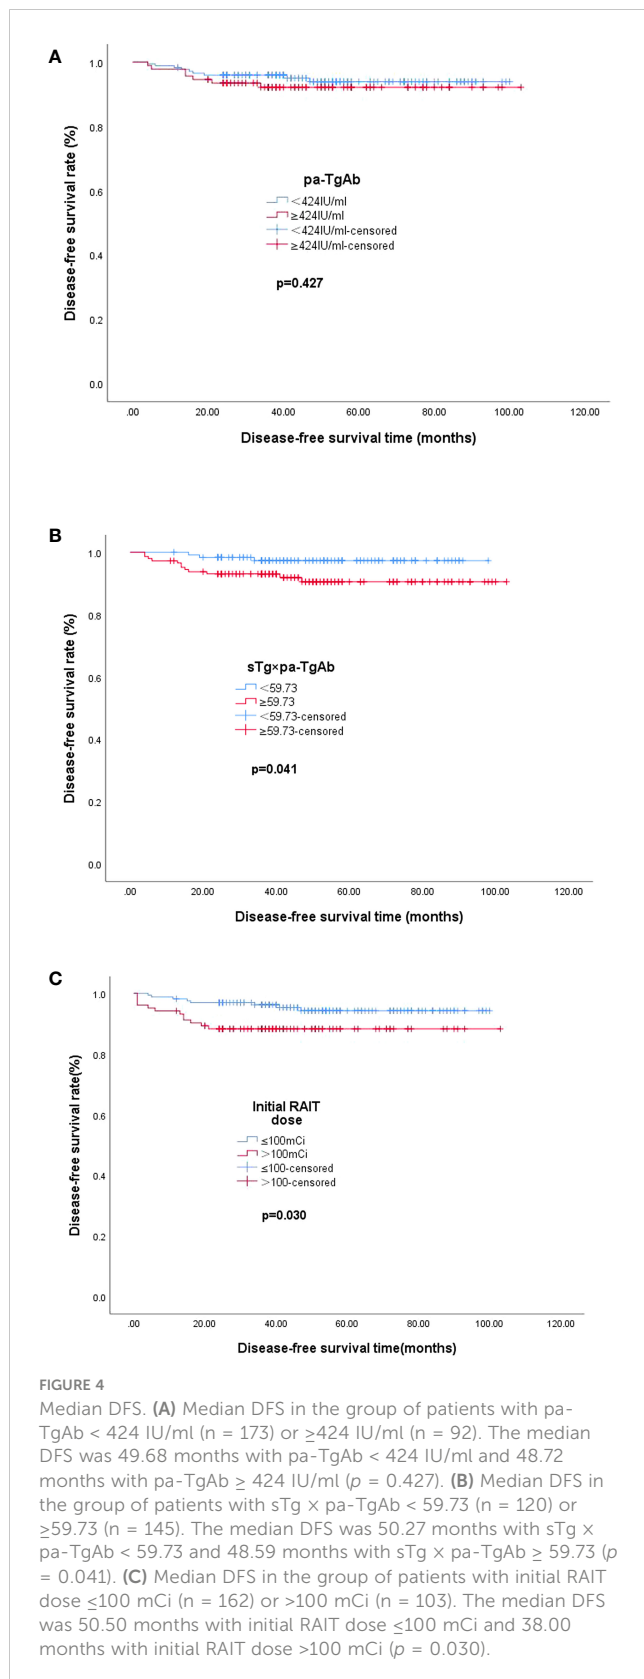 A
Disease-free survival rate (%)
1.0
0.8
0.6
0.4
0.2
0.0
pa-TgAb
<424IU/ml
≥424IU/ml
<424IU/ml-censored
≥424IU/ml-censored
p=0.427
.00 20.00 40.00 60.00 80.00 100.00 120.00
Disease-free survival time (months)
B
Disease-free survival rate (%)
1.0
0.8
0.6
0.4
0.2
0.0
sTg×pa-TgAb
<59.73
≥59.73
<59.73-censored
≥59.73-censored
p=0.041
.00 20.00 40.00 60.00 80.00 100.00 120.00
Disease-free survival time (months)
C
Disease-free survival rate(%)
1.0
0.8
0.6
0.4
0.2
0.0
Initial RAIT
dose
≤100mCi
>100mCi
≤100-censored
>100-censored
p=0.030
.00 20.00 40.00 60.00 80.00 100.00 120.00
Disease-free survival time(months)
FIGURE 4
Median DFS. (A) Median DFS in the group of patients with pa-
TgAb < 424 IU/ml (n = 173) or ≥424 IU/ml (n = 92). The median
DFS was 49.68 months with pa-TgAb < 424 IU/ml and 48.72
months with pa-TgAb ≥ 424 IU/ml (p = 0.427). (B) Median DFS in
the group of patients with sTg × pa-TgAb < 59.73 (n = 120) or
≥59.73 (n = 145). The median DFS was 50.27 months with sTg ×
pa-TgAb < 59.73 and 48.59 months with sTg × pa-TgAb ≥ 59.73 (p
= 0.041). (C) Median DFS in the group of patients with initial RAIT
dose ≤100 mCi (n = 162) or >100 mCi (n = 103). The median DFS
was 50.50 months with initial RAIT dose ≤100 mCi and 38.00
months with initial RAIT dose >100 mCi (p = 0.030).